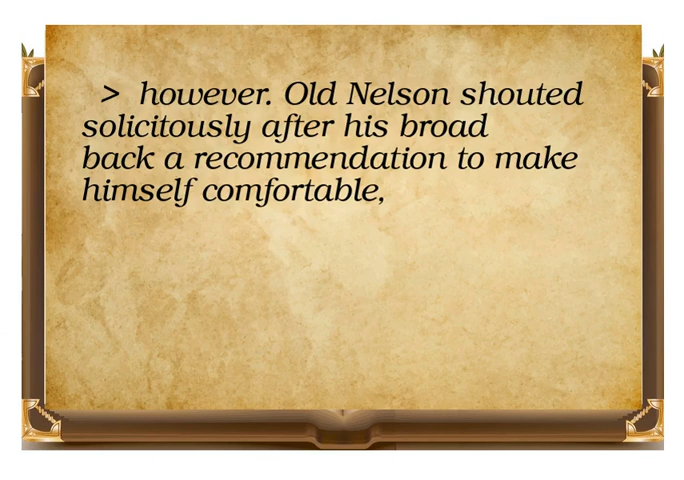 > however. Old Nelson shouted
solicitously after his broad
back a recommendation to make
himself comfortable,